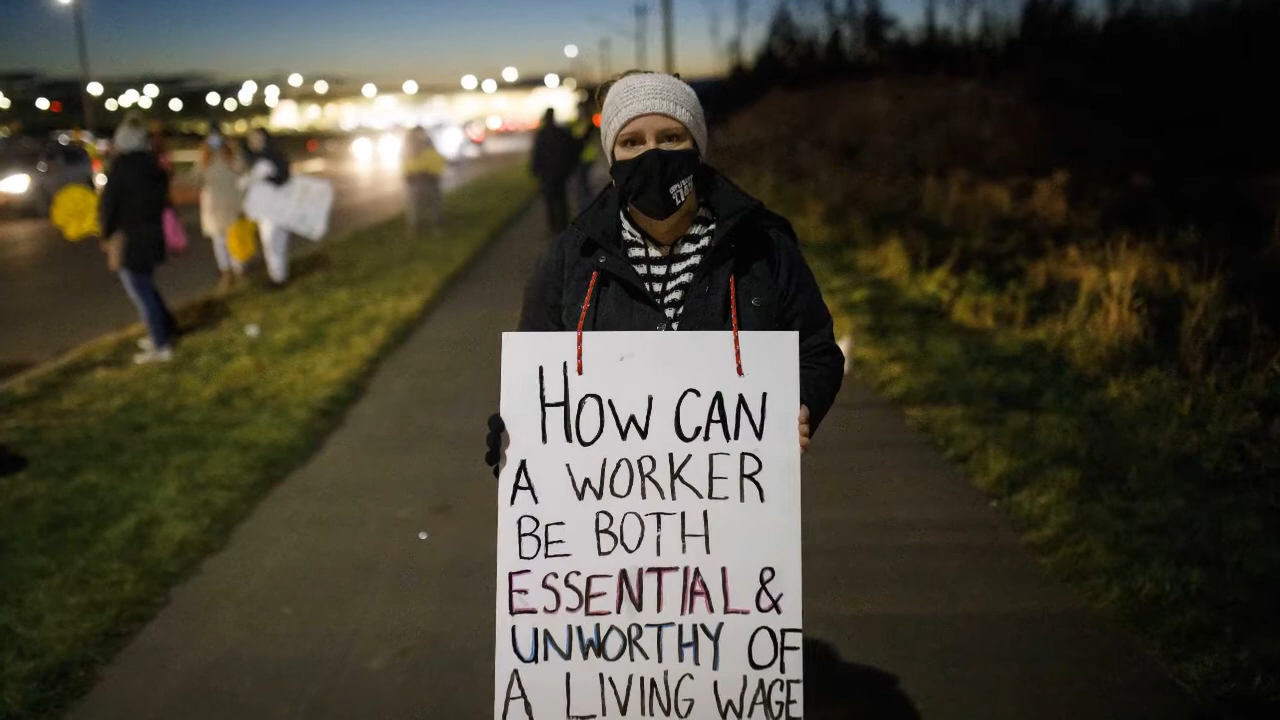 HOW CAN
A WORKER
BE BOTH
ESSENTIAL &
UNWORTHY OF
A LIVING WAGE